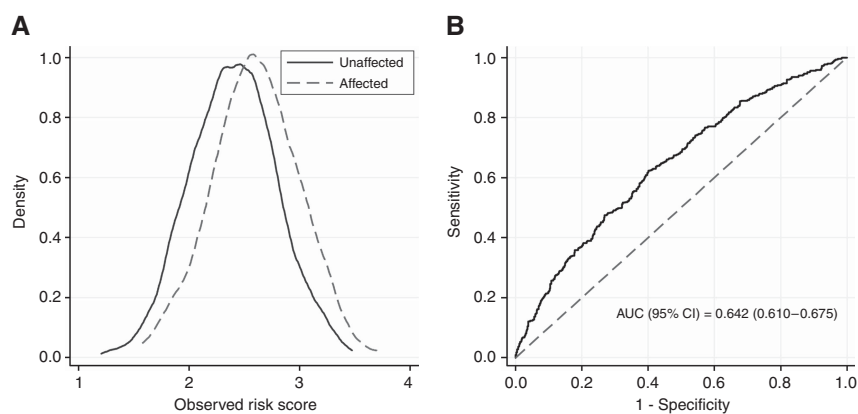 A
B
Density
1.0
0.8
0.6
0.4
0.2
0.0
Unaffected
Affected
1
2
3
4
Observed risk score
Sensitivity
1.0
0.8
0.6
0.4
0.2
0.0
AUC (95% CI) = 0.642 (0.610–0.675)
0.0
0.2
0.4
0.6
0.8
1.0
1 - Specificity